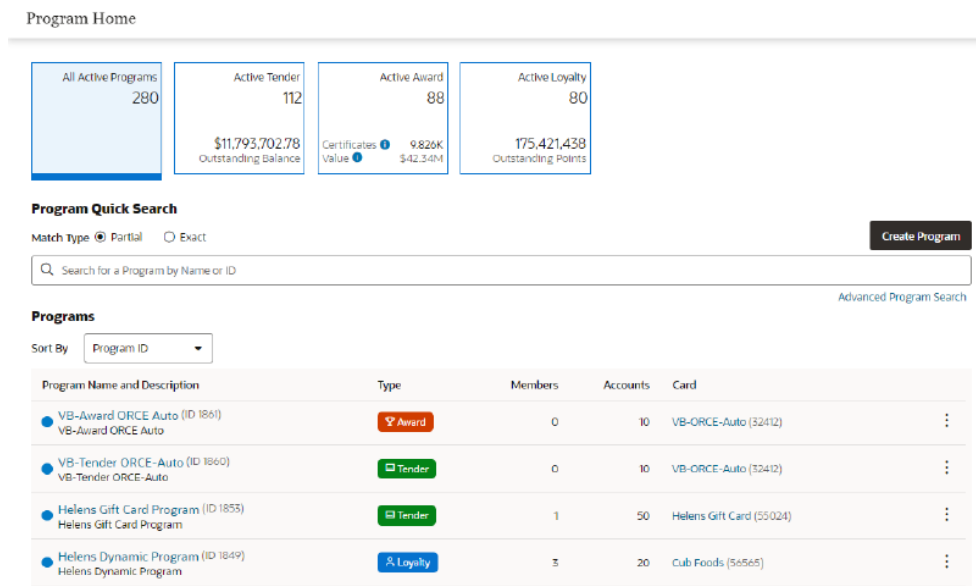 Program Home
All Active Programs
280
Active Tender
112
$11,793,702.78
Outstanding Balance
Active Award
88
Certificates 9.826K
Value $42.34M
Active Loyalty
80
175,421,438
Outstanding Points
Program Quick Search
Match Type Partial Exact
Create Program
Search for a Program by Name or ID
Advanced Program Search
Programs
Sort By Program ID
Program Name and Description Type Members Accounts Card
VB-Award ORCE Auto (ID 1861) Award 0 10 VB-ORCE-Auto (32412)
VB-Award ORCE Auto
VB-Tender ORCE-Auto (ID 1860) Tender 0 10 VB-ORCE-Auto (32412)
VB-Tender ORCE-Auto
Helens Gift Card Program (ID 1853) Tender 1 50 Helens Gift Card (55024)
Helens Gift Card Program
Helens Dynamic Program (ID 1849) Loyalty 3 20 Cub Foods (56565)
Helens Dynamic Program